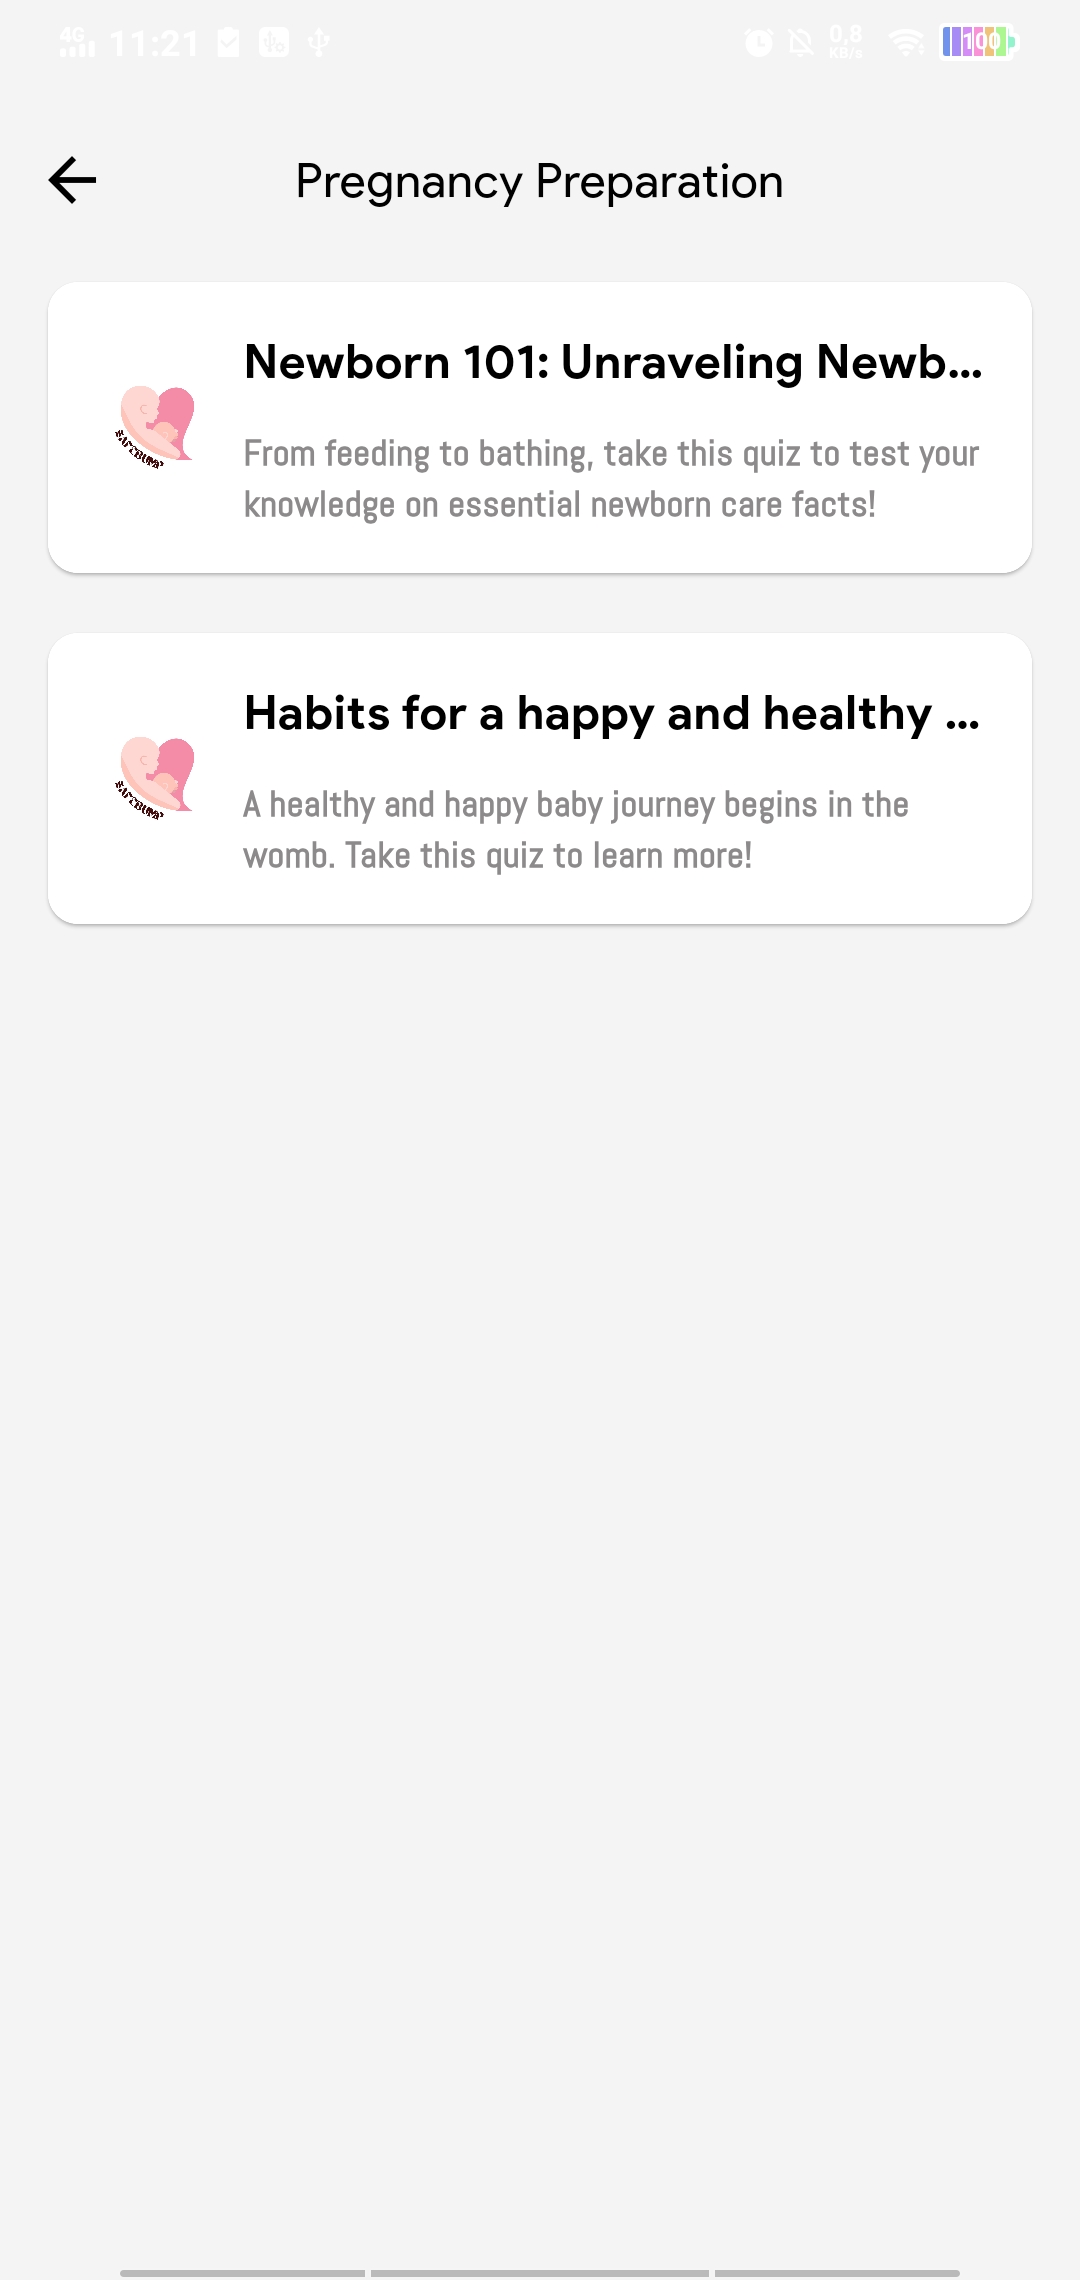 4G 11:21 0,8 KB/s 100
Pregnancy Preparation
Newborn 101: Unraveling Newb...
From feeding to bathing, take this quiz to test your
knowledge on essential newborn care facts!
Habits for a happy and healthy ...
A healthy and happy baby journey begins in the
womb. Take this quiz to learn more!